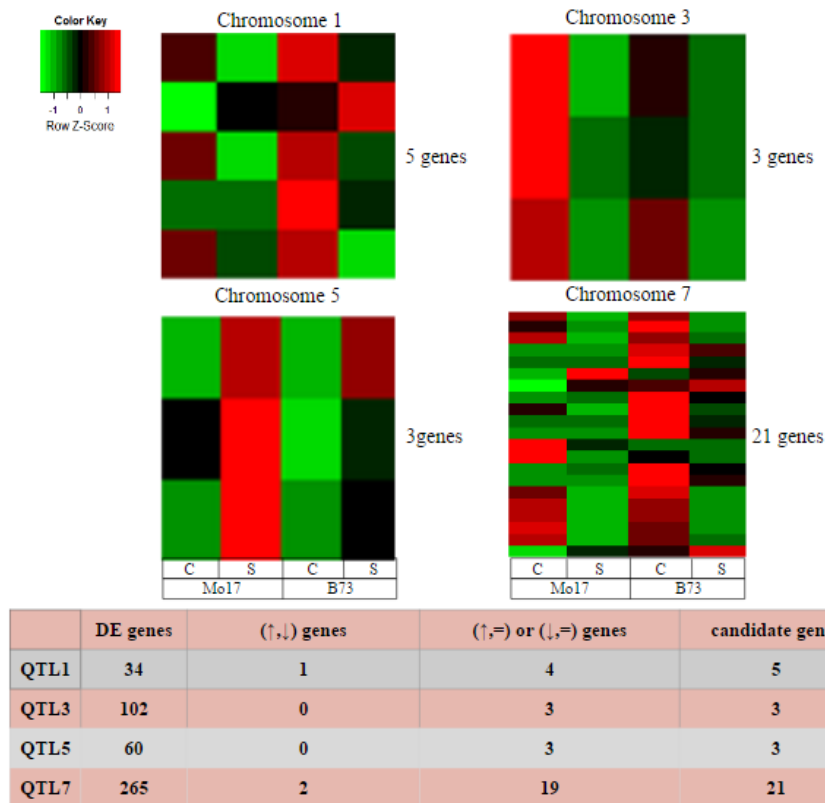 Color Key
-1 0 1
Row Z-Score
Chromosome 1
5 genes
Chromosome 3
3 genes
Chromosome 5
3genes
C S C S
Mo17 B73
Chromosome 7
21 genes
C S C S
Mo17 B73
DE genes (↑,↓) genes (↑,=) or (↓,=) genes candidate gen
QTL1 34 1 4 5
QTL3 102 0 3 3
QTL5 60 0 3 3
QTL7 265 2 19 21